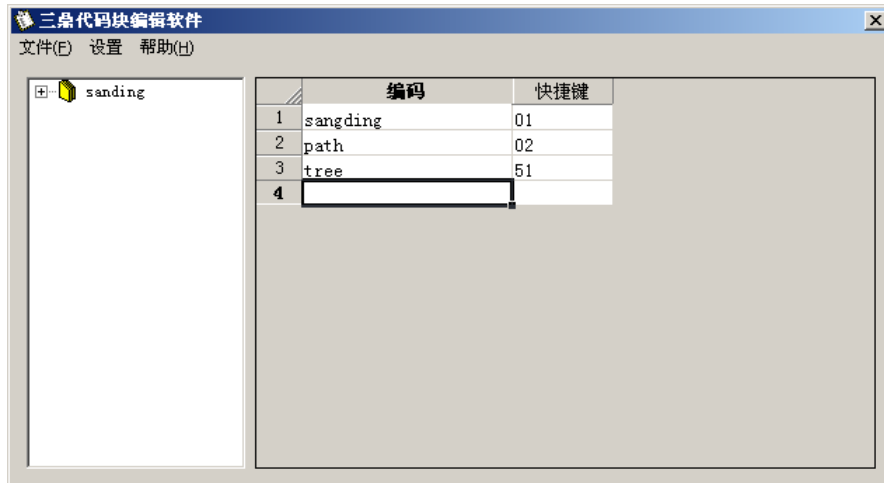 三鼎代码块编辑软件
文件(F) 设置 帮助(H)
sanding
编码 快捷键
1 sangding 01
2 path 02
3 tree 51
4